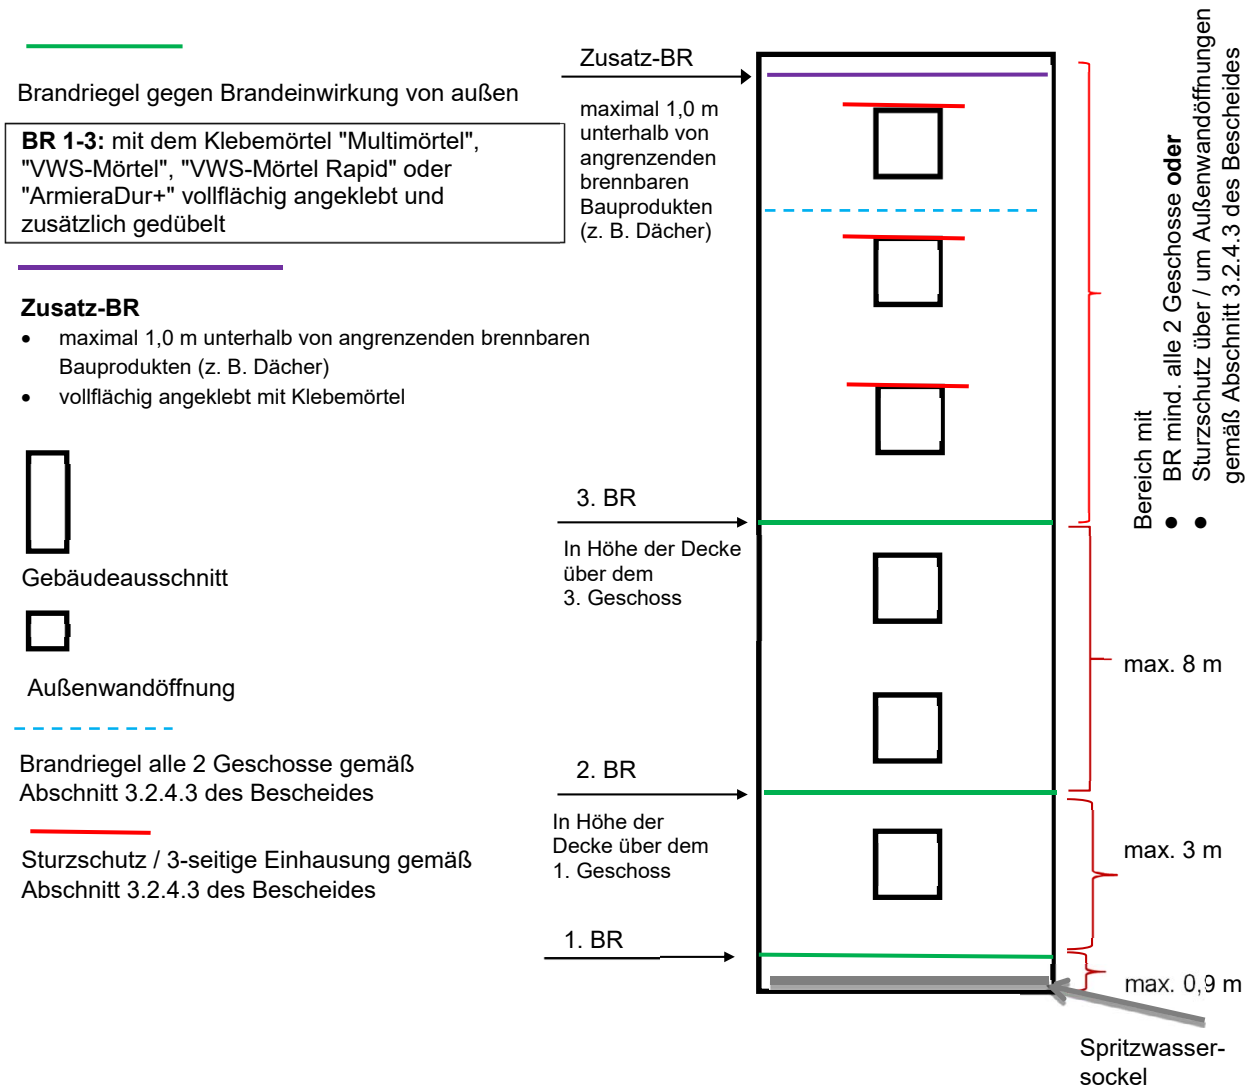 Brandriegel gegen Brandeinwirkung von außen
BR 1-3: mit dem Klebemörtel "Multimörtel",
"VWS-Mörtel", "VWS-Mörtel Rapid" oder
"ArmieraDur+" vollflächig angeklebt und
zusätzlich gedübelt
Zusatz-BR
• maximal 1,0 m unterhalb von angrenzenden brennbaren
Bauprodukten (z. B. Dächer)
• vollflächig angeklebt mit Klebemörtel
Gebäudeausschnitt
Außenwandöffnung
Brandriegel alle 2 Geschosse gemäß
Abschnitt 3.2.4.3 des Bescheides
Sturzschutz / 3-seitige Einhausung gemäß
Abschnitt 3.2.4.3 des Bescheides
Zusatz-BR
maximal 1,0 m
unterhalb von
angrenzenden
brennbaren
Bauprodukten
(z. B. Dächer)
3. BR
In Höhe der Decke
über dem
3. Geschoss
2. BR
In Höhe der
Decke über dem
1. Geschoss
1. BR
Bereich mit
• BR mind. alle 2 Geschosse oder
• Sturzschutz über / um Außenwandöffnungen
gemäß Abschnitt 3.2.4.3 des Bescheides
max. 8 m
max. 3 m
max. 0,9 m
Spritzwasser-
sockel